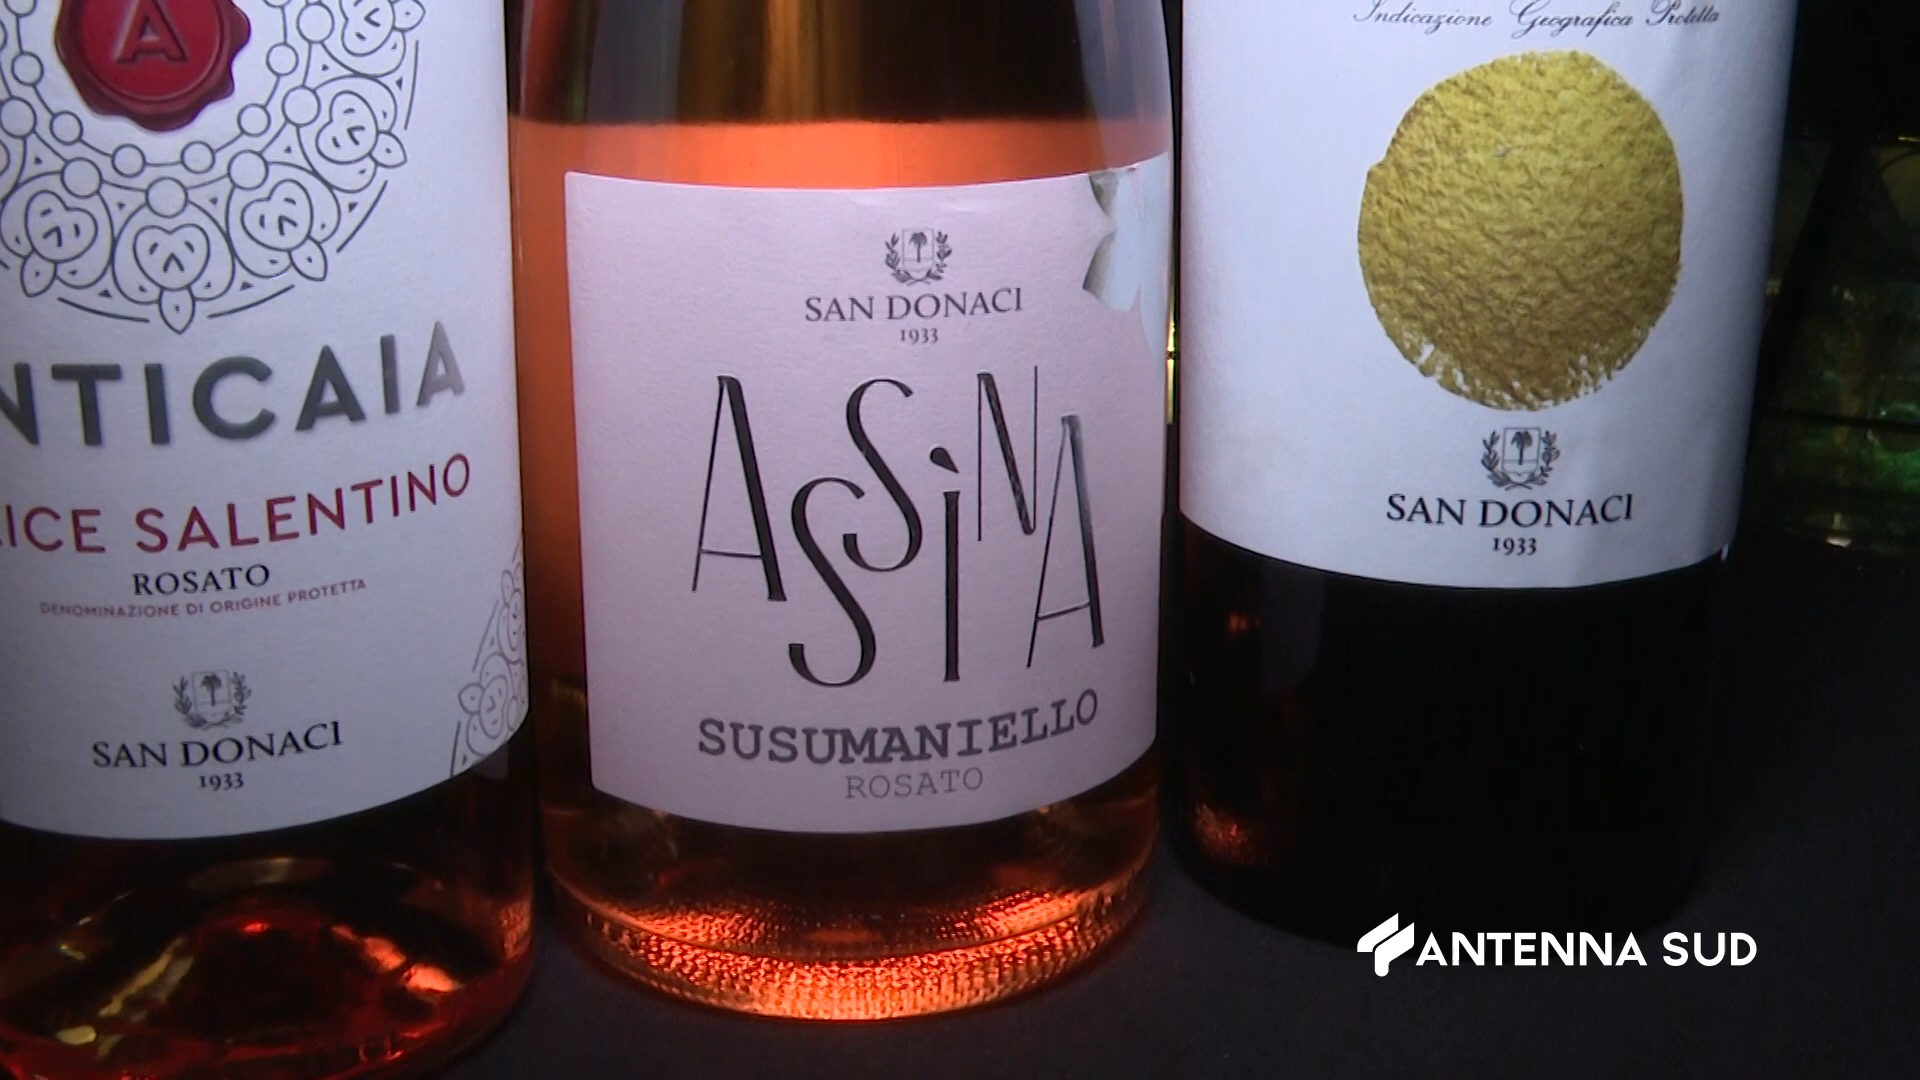 A
NTICAIA
ICE SALENTINO
ROSATO
DENOMINAZIONE DI ORIGINE PROTETTA
SAN DONACI
1933
SAN DONACI
1933
ASSiNA
SUSUMANIELLO
ROSATO
Indicazione Geografica Protetta
SAN DONACI
1933
ANTENNA SUD